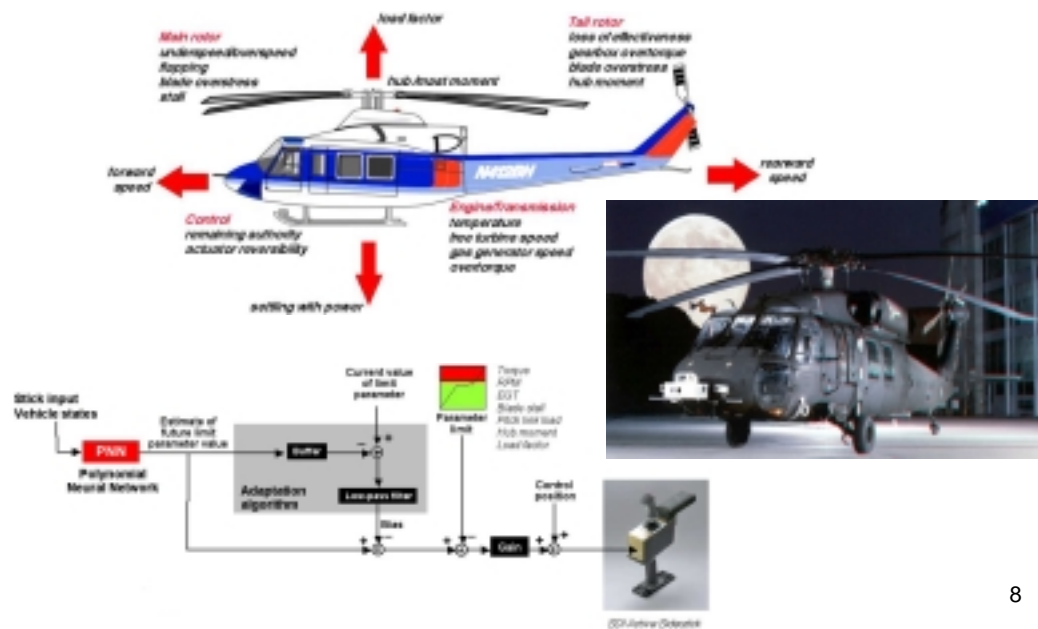 load factor
Main rotor
underspeed/overspeed
flapping
blade overstress
stall
hub /mast moment
Tail rotor
loss of effectiveness
gearbox overtorque
blade overstress
hub moment
forward
speed
rearward
speed
N412BH
Control
remaining authority
actuator reversibility
Engine/Transmission
temperature
free turbine speed
gas generator speed
overtorque
settling with power
Stick input
Vehicle states
PNN
Polynomial
Neural Network
Estimate of
future limit
parameter value
Current value
of limit
parameter
Buffer
Adaptation
algorithm
Low-pass filter
Bias
Parameter
limit
Torque
RPM
EGT
Blade stall
Pitch link load
Hub moment
Load factor
Gain
Control
position
Active Sidestick
8